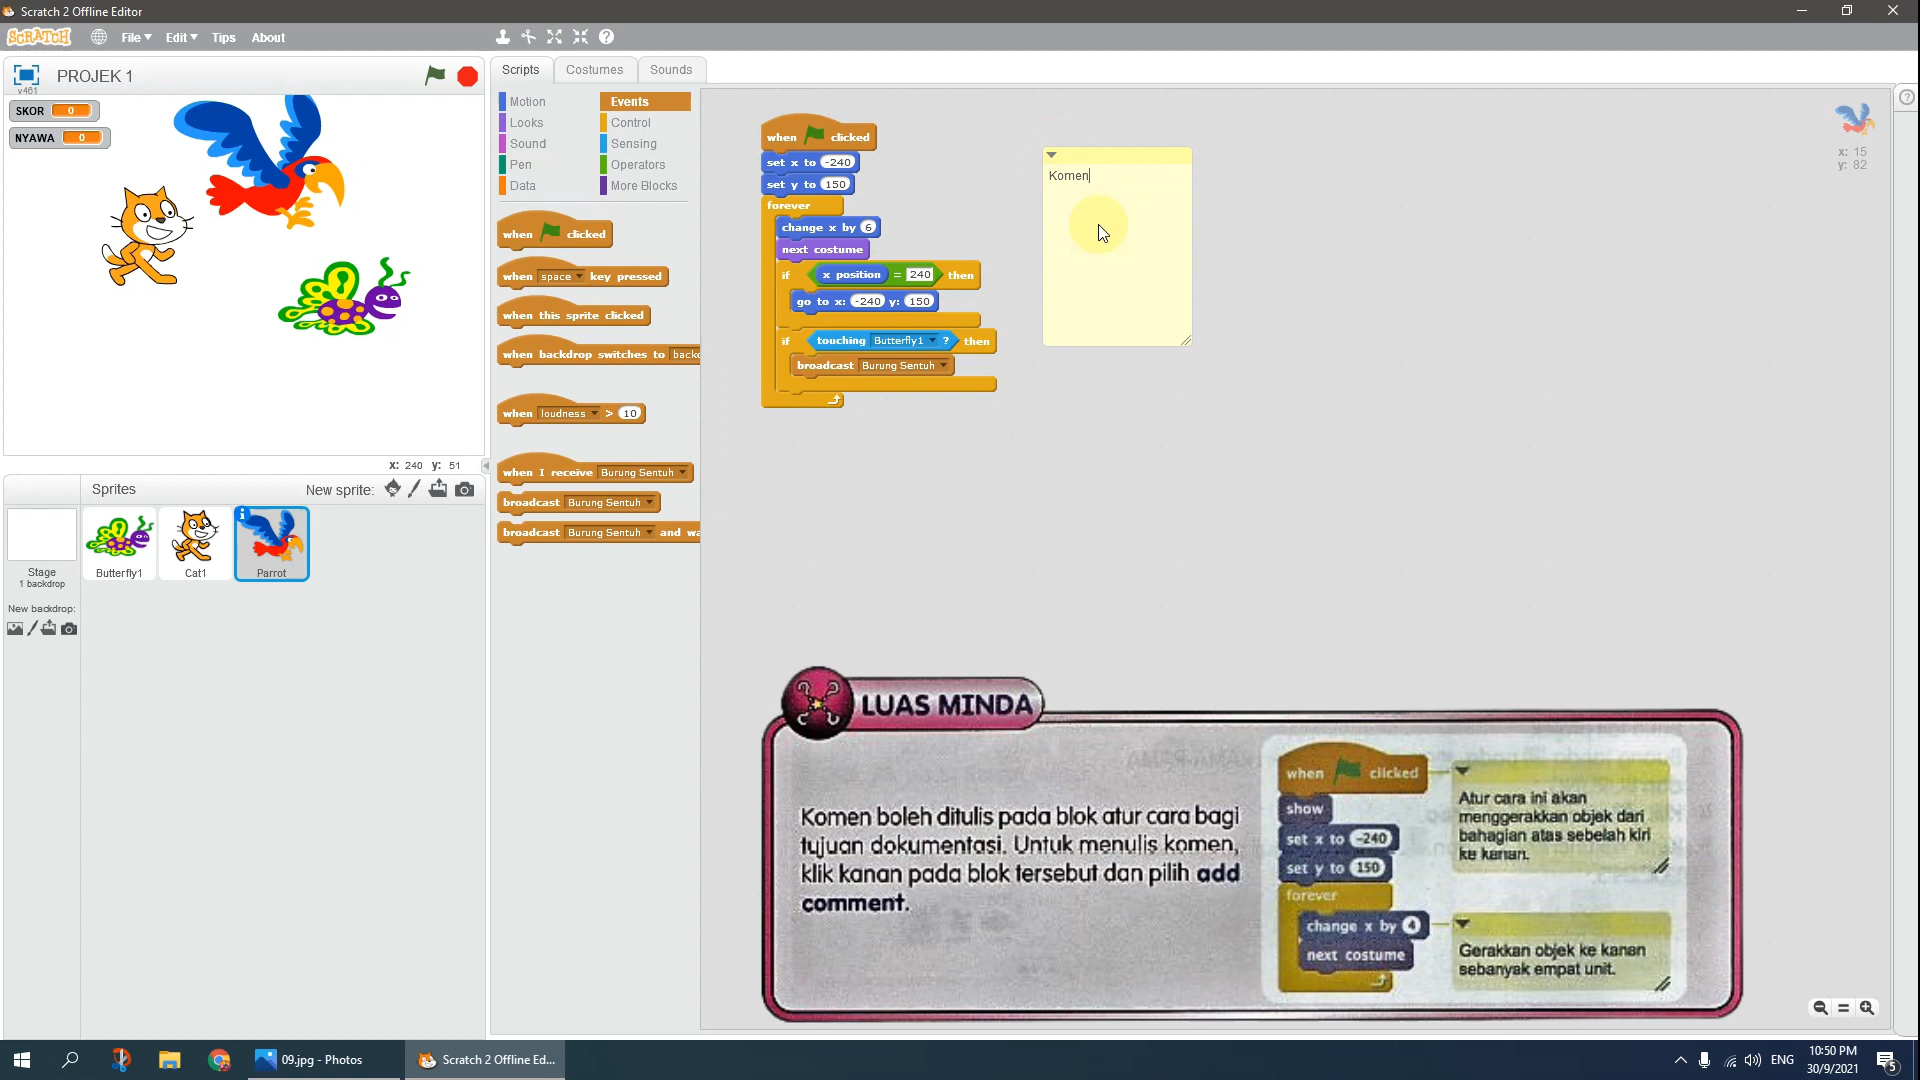 Scratch 2 Offline Editor
SCRATCH File Edit Tips About
PROJEK 1
v461
SKOR 0
NYAWA 0
x: 240 y: 51
Sprites New sprite:
Stage
1 backdrop
New backdrop:
Butterfly1
Cat1
Parrot
Scripts Costumes Sounds
Motion Events
Looks Control
Sound Sensing
Pen Operators
Data More Blocks
when clicked
when space key pressed
when this sprite clicked
when backdrop switches to backd
when loudness > 10
when I receive Burung Sentuh
broadcast Burung Sentuh
broadcast Burung Sentuh and wa
when clicked
set x to -240
set y to 150
forever
change x by 6
next costume
if x position = 240 then
go to x: -240 y: 150
if touching Butterfly1 ? then
broadcast Burung Sentuh
Komen
x: 15
y: 82
LUAS MINDA
Komen boleh ditulis pada blok atur cara bagi
tujuan dokumentasi. Untuk menulis komen,
klik kanan pada blok tersebut dan pilih add
comment.
when clicked
show
set x to -240
set y to 150
forever
change x by 4
next costume
Atur cara ini akan
menggerakkan objek dari
bahagian atas sebelah kiri
ke kanan.
Gerakkan objek ke kanan
sebanyak empat unit.
09.jpg - Photos
Scratch 2 Offline Ed...
ENG
10:50 PM
30/9/2021
5